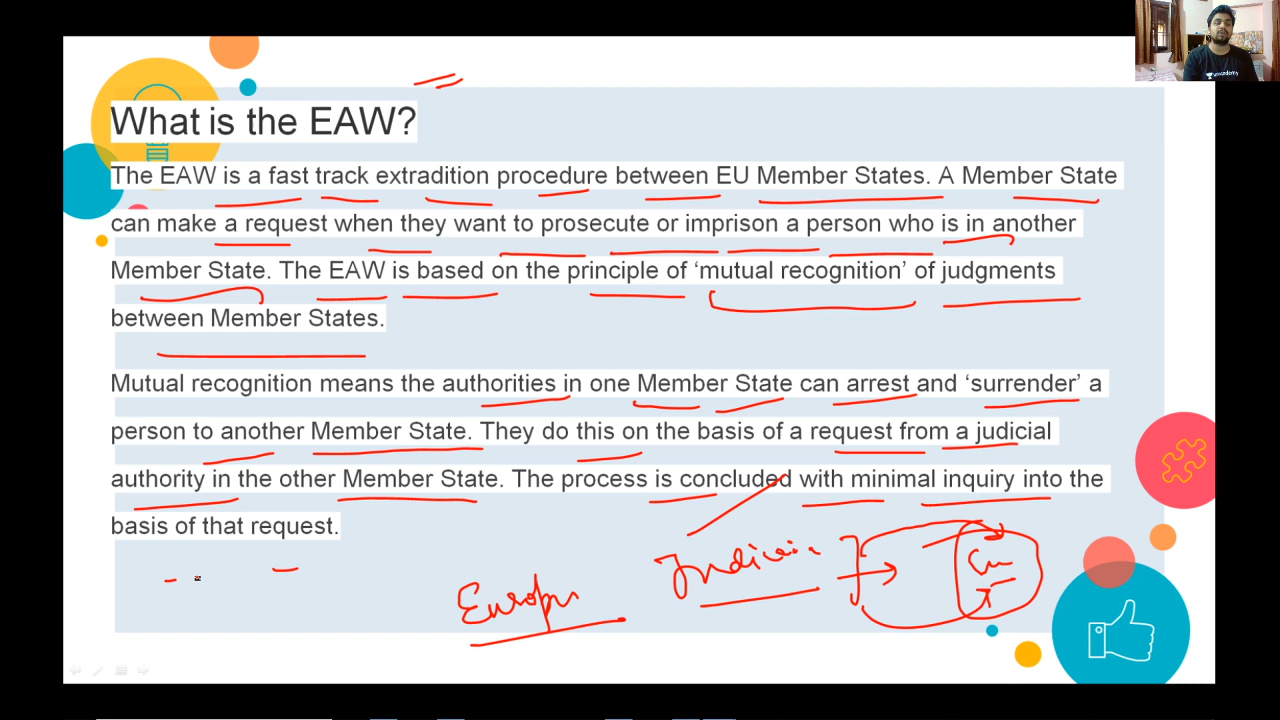 What is the EAW?
The EAW is a fast track extradition procedure between EU Member States. A Member State
can make a request when they want to prosecute or imprison a person who is in another
Member State. The EAW is based on the principle of ‘mutual recognition’ of judgments
between Member States.
Mutual recognition means the authorities in one Member State can arrest and ‘surrender’ a
person to another Member State. They do this on the basis of a request from a judicial
authority in the other Member State. The process is concluded with minimal inquiry into the
basis of that request.